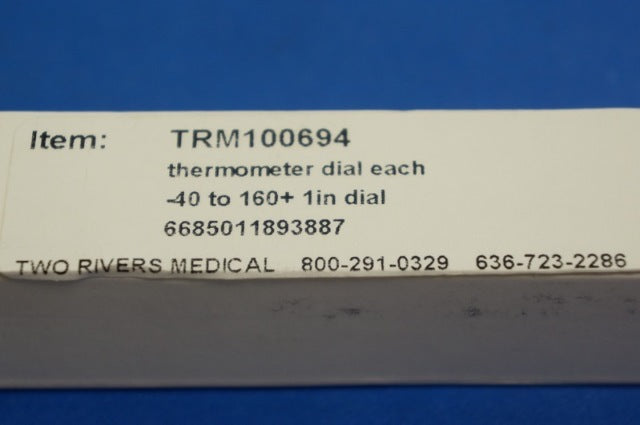 Item: TRM100694
thermometer dial each
-40 to 160+ 1in dial
6685011893887
TWO RIVERS MEDICAL 800-291-0329 636-723-2286